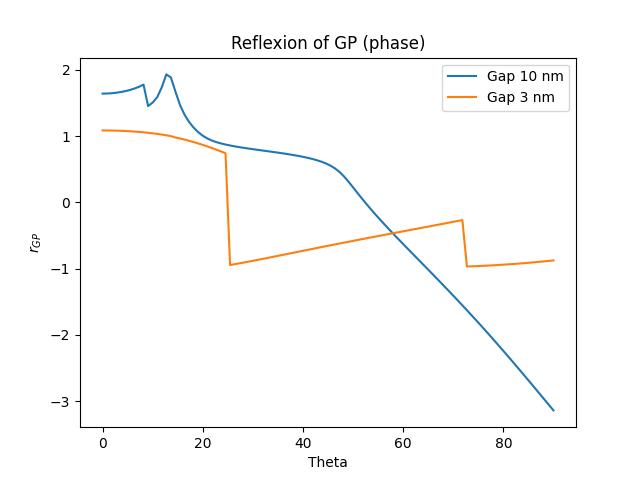 Reflexion of GP (phase)
Gap 10 nm
Gap 3 nm
2
1
0
−1
−2
−3
r_GP
0 20 40 60 80
Theta